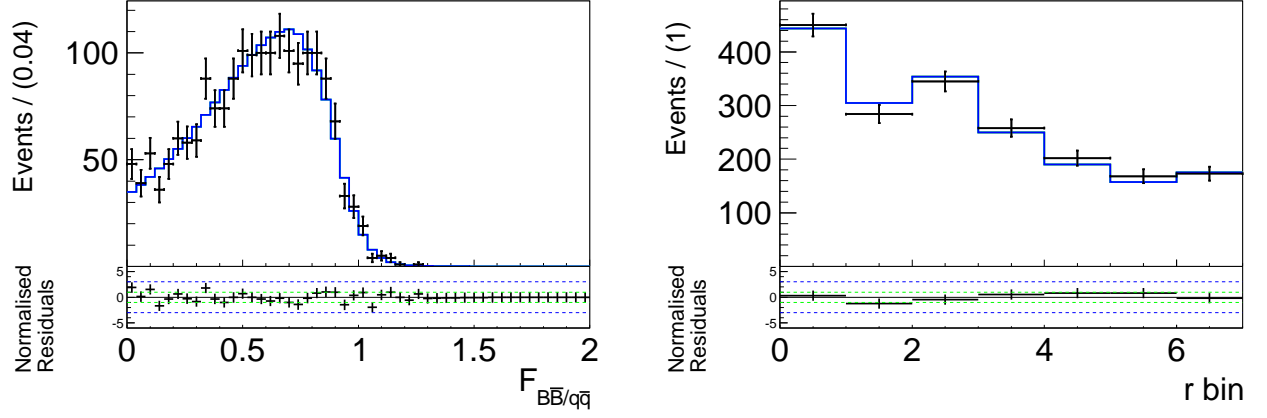 Events / (0.04)
100
50
Normalised
Residuals
5
0
-5
0
0.5
1
1.5
2
F_{BB̅/qq̅}
Events / (1)
400
300
200
100
Normalised
Residuals
5
0
-5
0
2
4
6
r bin